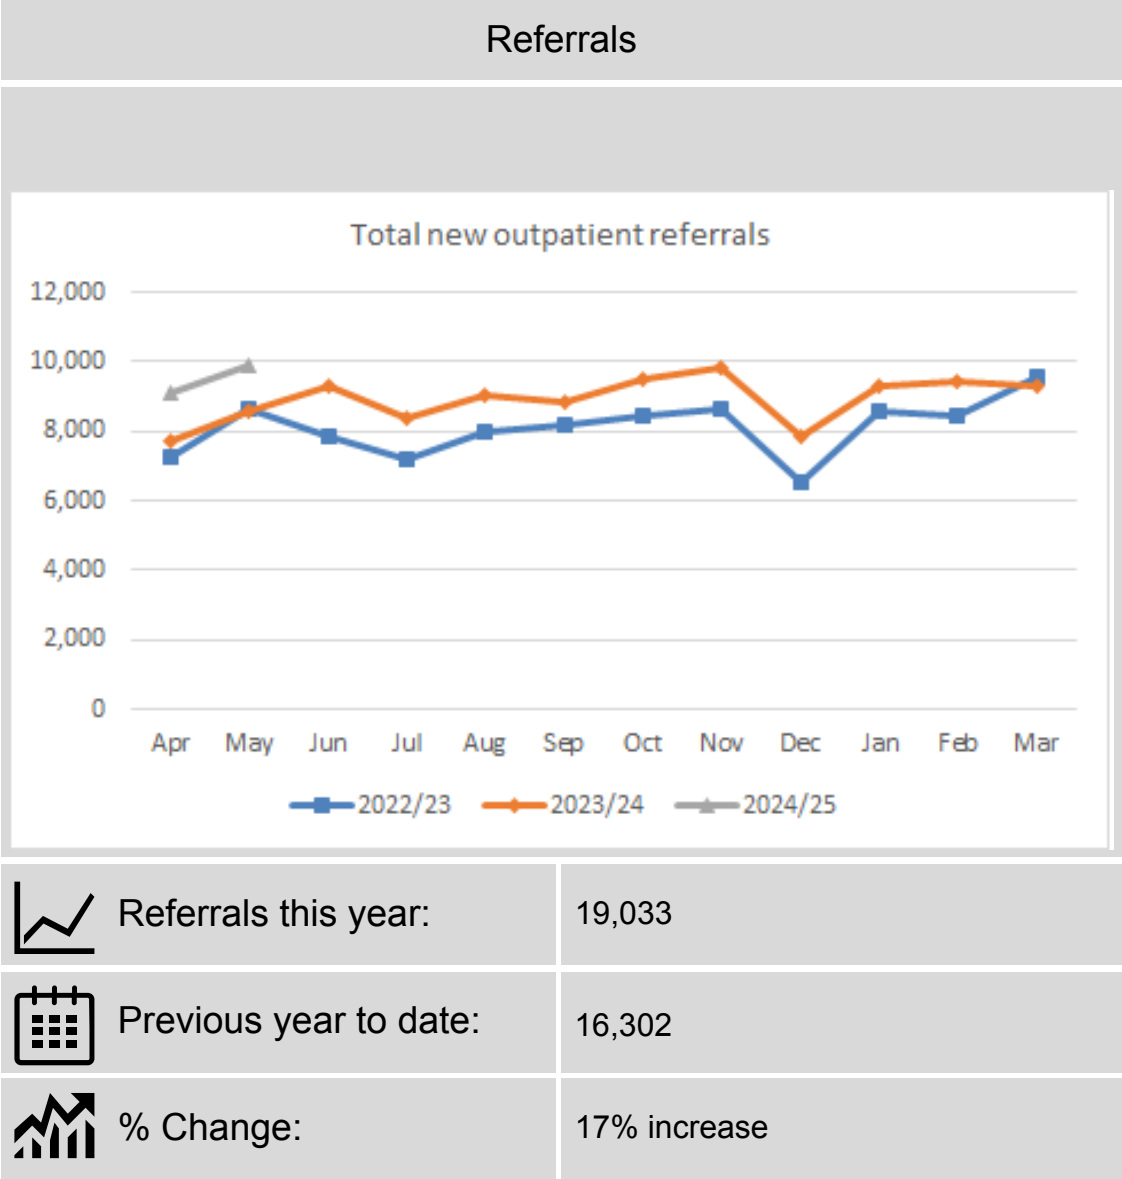 Referrals
Total new outpatient referrals
12,000
10,000
8,000
6,000
4,000
2,000
0
Apr May Jun Jul Aug Sep Oct Nov Dec Jan Feb Mar
2022/23 2023/24 2024/25
Referrals this year: 19,033
Previous year to date: 16,302
% Change: 17% increase